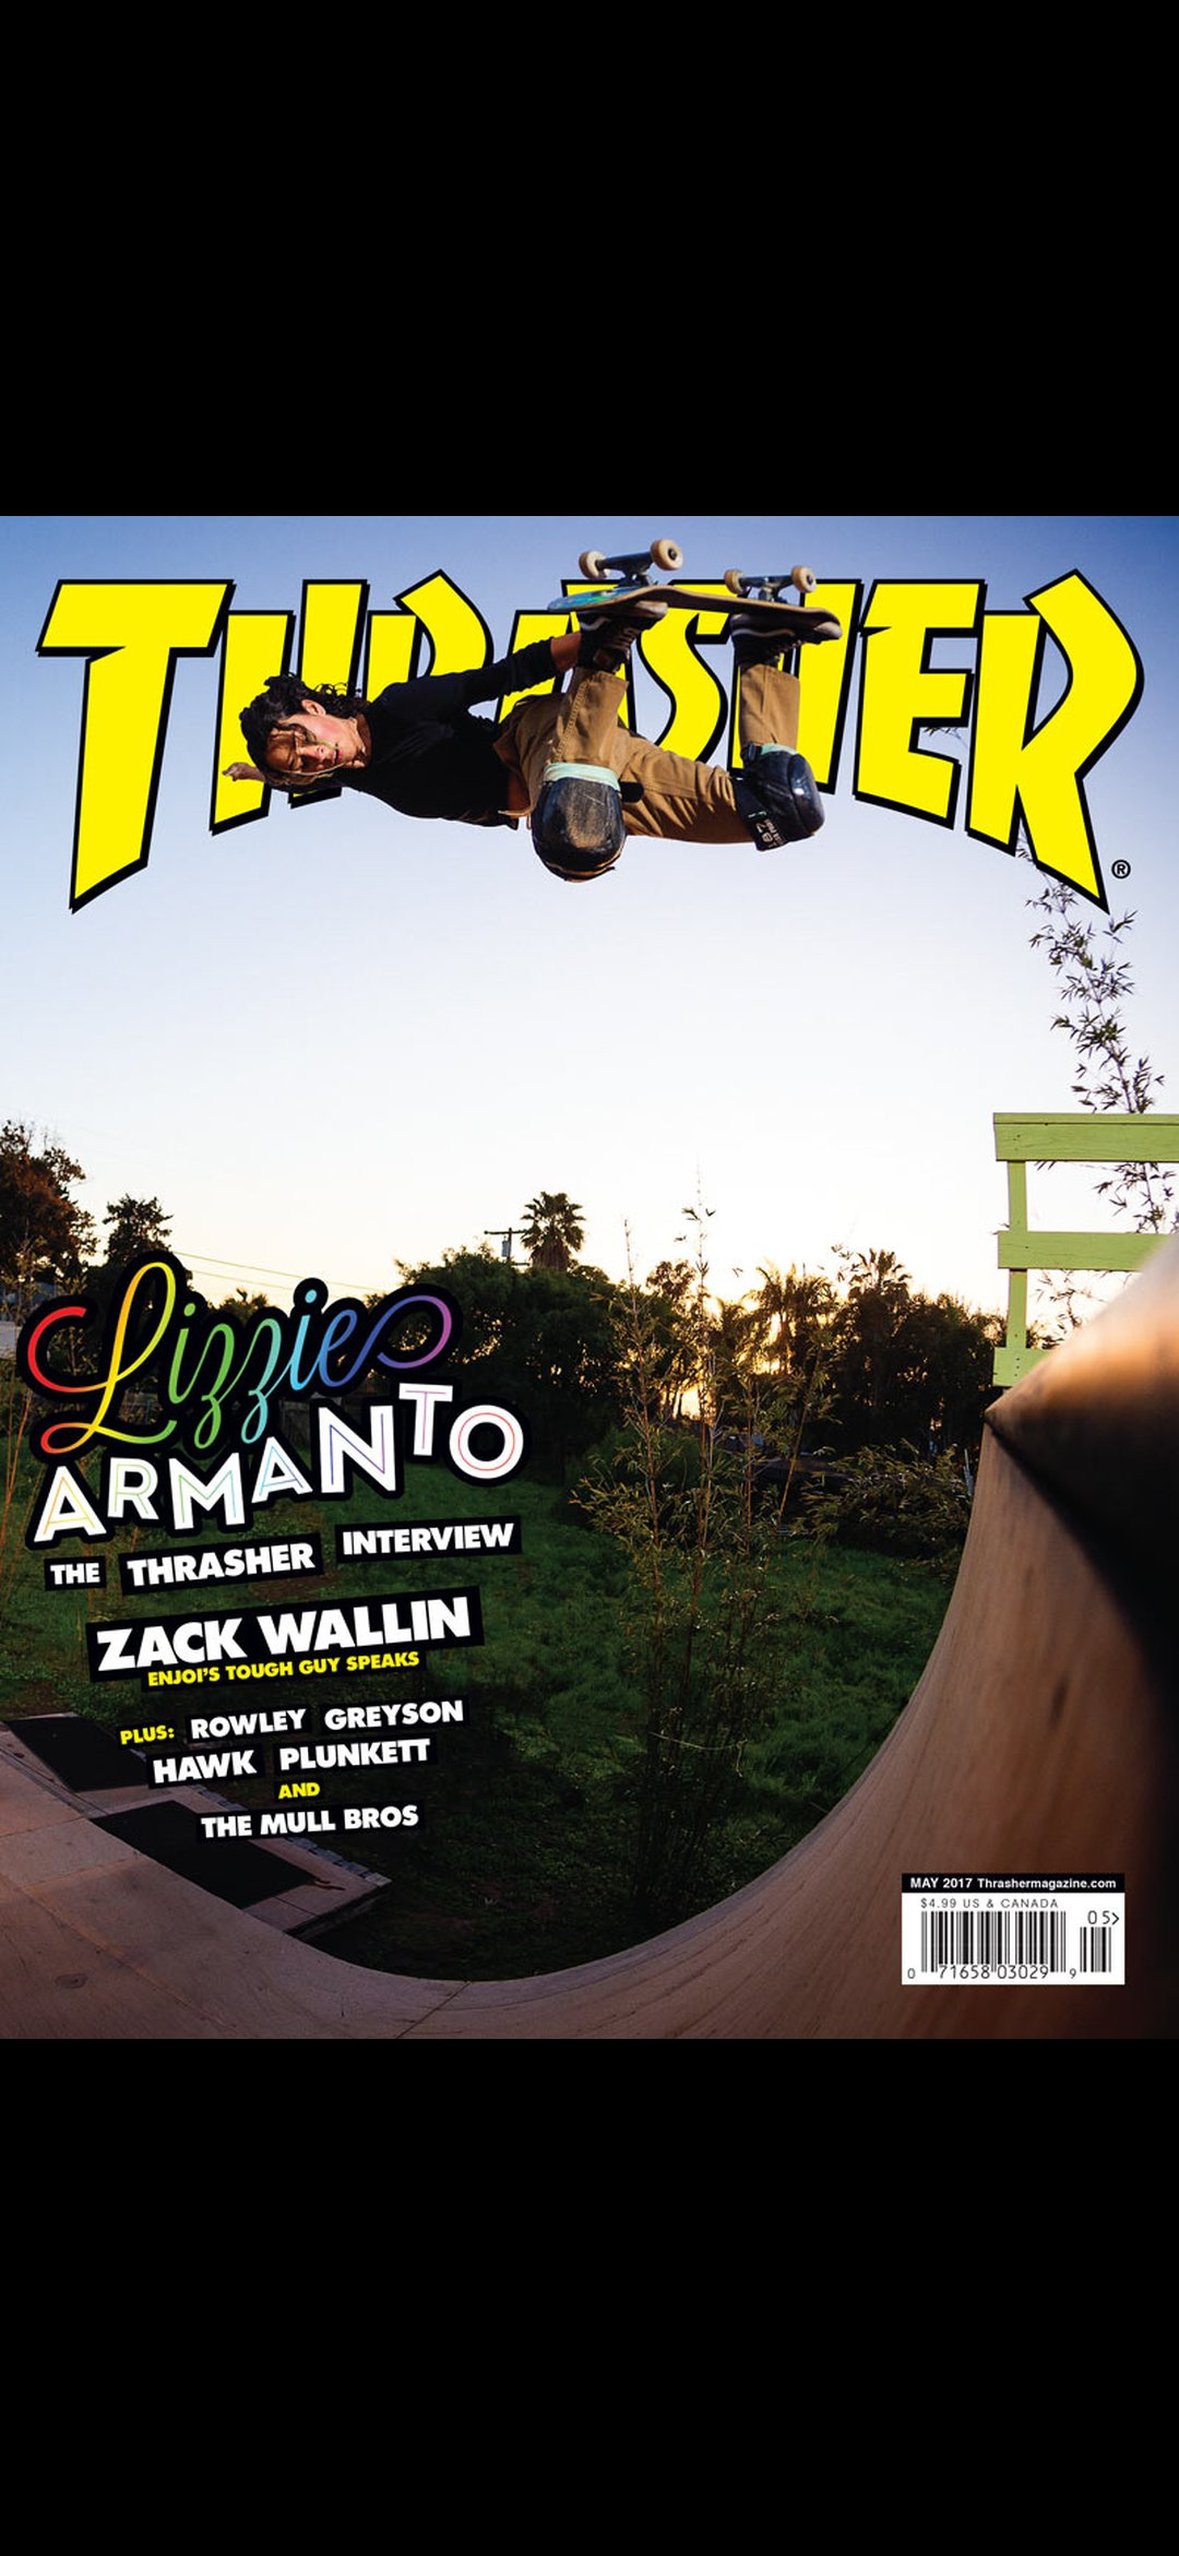 THRASHER®
Lizzie
ARMANTO
THE THRASHER INTERVIEW
ZACK WALLIN
ENJOI'S TOUGH GUY SPEAKS
PLUS: ROWLEY GREYSON
HAWK PLUNKETT
AND
THE MULL BROS
MAY 2017 Thrashermagazine.com
$4.99 US & CANADA
05>
0 71658 03029 9